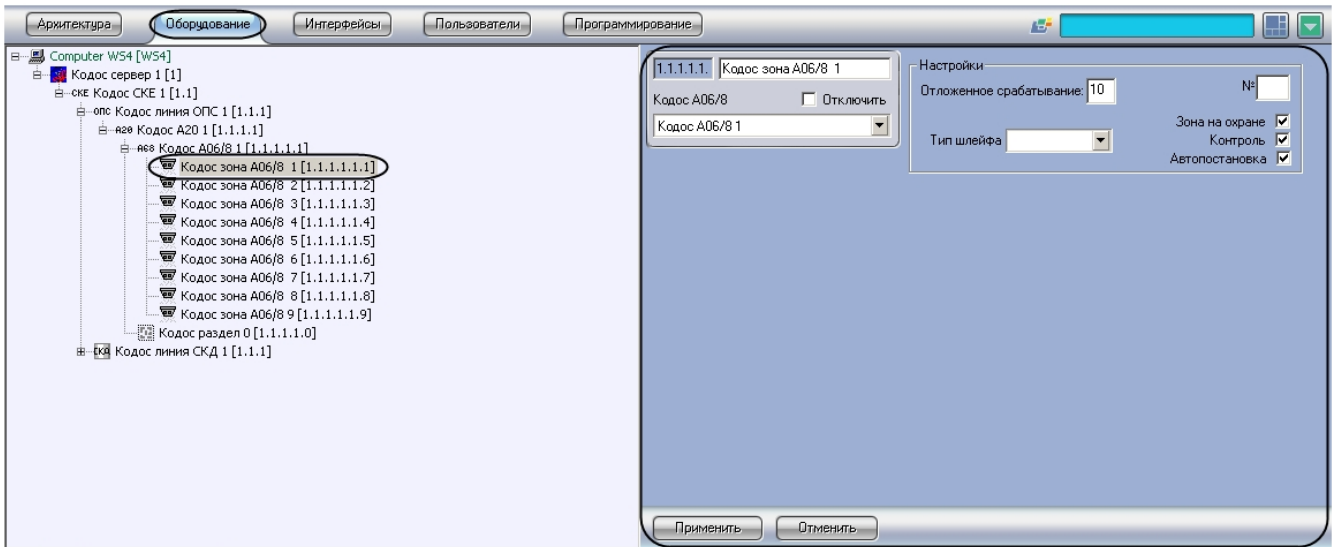 Архитектура Оборудование Интерфейсы Пользователи Программирование
Computer WS4 [WS4]
Кодос сервер 1 [1]
СКЕ Кодос СКЕ 1 [1.1]
ОПС Кодос линия ОПС 1 [1.1.1]
А20 Кодос А20 1 [1.1.1.1]
Кодос А06/8 1 [1.1.1.1.1]
Кодос зона А06/8 1 [1.1.1.1.1.1]
Кодос зона А06/8 2 [1.1.1.1.1.2]
Кодос зона А06/8 3 [1.1.1.1.1.3]
Кодос зона А06/8 4 [1.1.1.1.1.4]
Кодос зона А06/8 5 [1.1.1.1.1.5]
Кодос зона А06/8 6 [1.1.1.1.1.6]
Кодос зона А06/8 7 [1.1.1.1.1.7]
Кодос зона А06/8 8 [1.1.1.1.1.8]
Кодос зона А06/8 9 [1.1.1.1.1.9]
Кодос раздел 0 [1.1.1.1.0]
СКД Кодос линия СКД 1 [1.1.1]
1.1.1.1.1. Кодос зона А06/8 1
Кодос А06/8 Отключить
Кодос А06/8 1
Настройки
Отложенное срабатывание: 10 №
Зона на охране
Тип шлейфа Контроль
Автопостановка
Применить Отменить